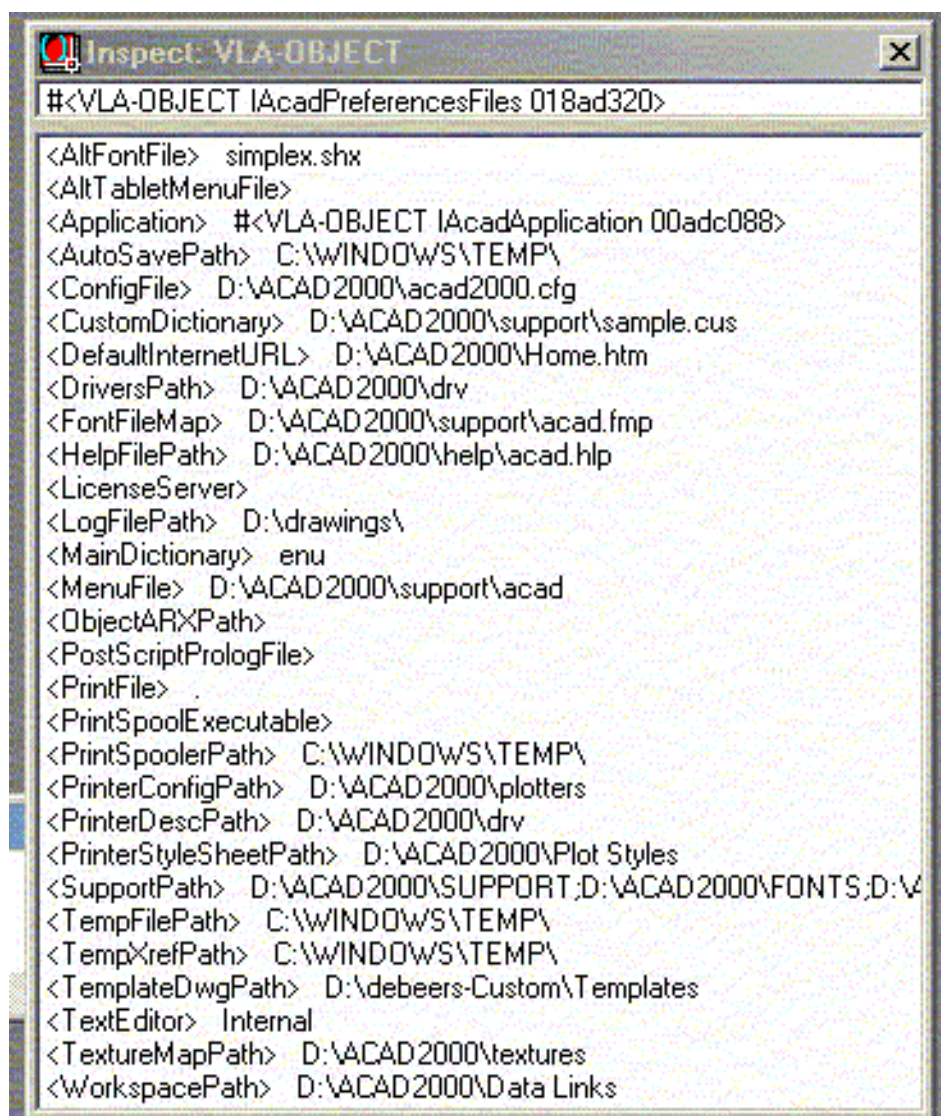 Inspect: VLA-OBJECT
#<VLA-OBJECT IAcadPreferencesFiles 018ad320>
<AltFontFile> simplex.shx
<AltTabletMenuFile>
<Application> #<VLA-OBJECT IAcadApplication 00adc088>
<AutoSavePath> C:\WINDOWS\TEMP\
<ConfigFile> D:\ACAD2000\acad2000.cfg
<CustomDictionary> D:\ACAD2000\support\sample.cus
<DefaultInternetURL> D:\ACAD2000\Home.htm
<DriversPath> D:\ACAD2000\drv
<FontFileMap> D:\ACAD2000\support\acad.fmp
<HelpFilePath> D:\ACAD2000\help\acad.hlp
<LicenseServer>
<LogFilePath> D:\drawings\
<MainDictionary> enu
<MenuFile> D:\ACAD2000\support\acad
<ObjectARXPath>
<PostScriptPrologFile>
<PrintFile> .
<PrintSpoolExecutable>
<PrintSpoolerPath> C:\WINDOWS\TEMP\
<PrinterConfigPath> D:\ACAD2000\plotters
<PrinterDescPath> D:\ACAD2000\drv
<PrinterStyleSheetPath> D:\ACAD2000\Plot Styles
<SupportPath> D:\ACAD2000\SUPPORT;D:\ACAD2000\FONTS;D:\A
<TempFilePath> C:\WINDOWS\TEMP\
<TempXrefPath> C:\WINDOWS\TEMP\
<TemplateDwgPath> D:\debeers-Custom\Templates
<TextEditor> Internal
<TextureMapPath> D:\ACAD2000\textures
<WorkspacePath> D:\ACAD2000\Data Links